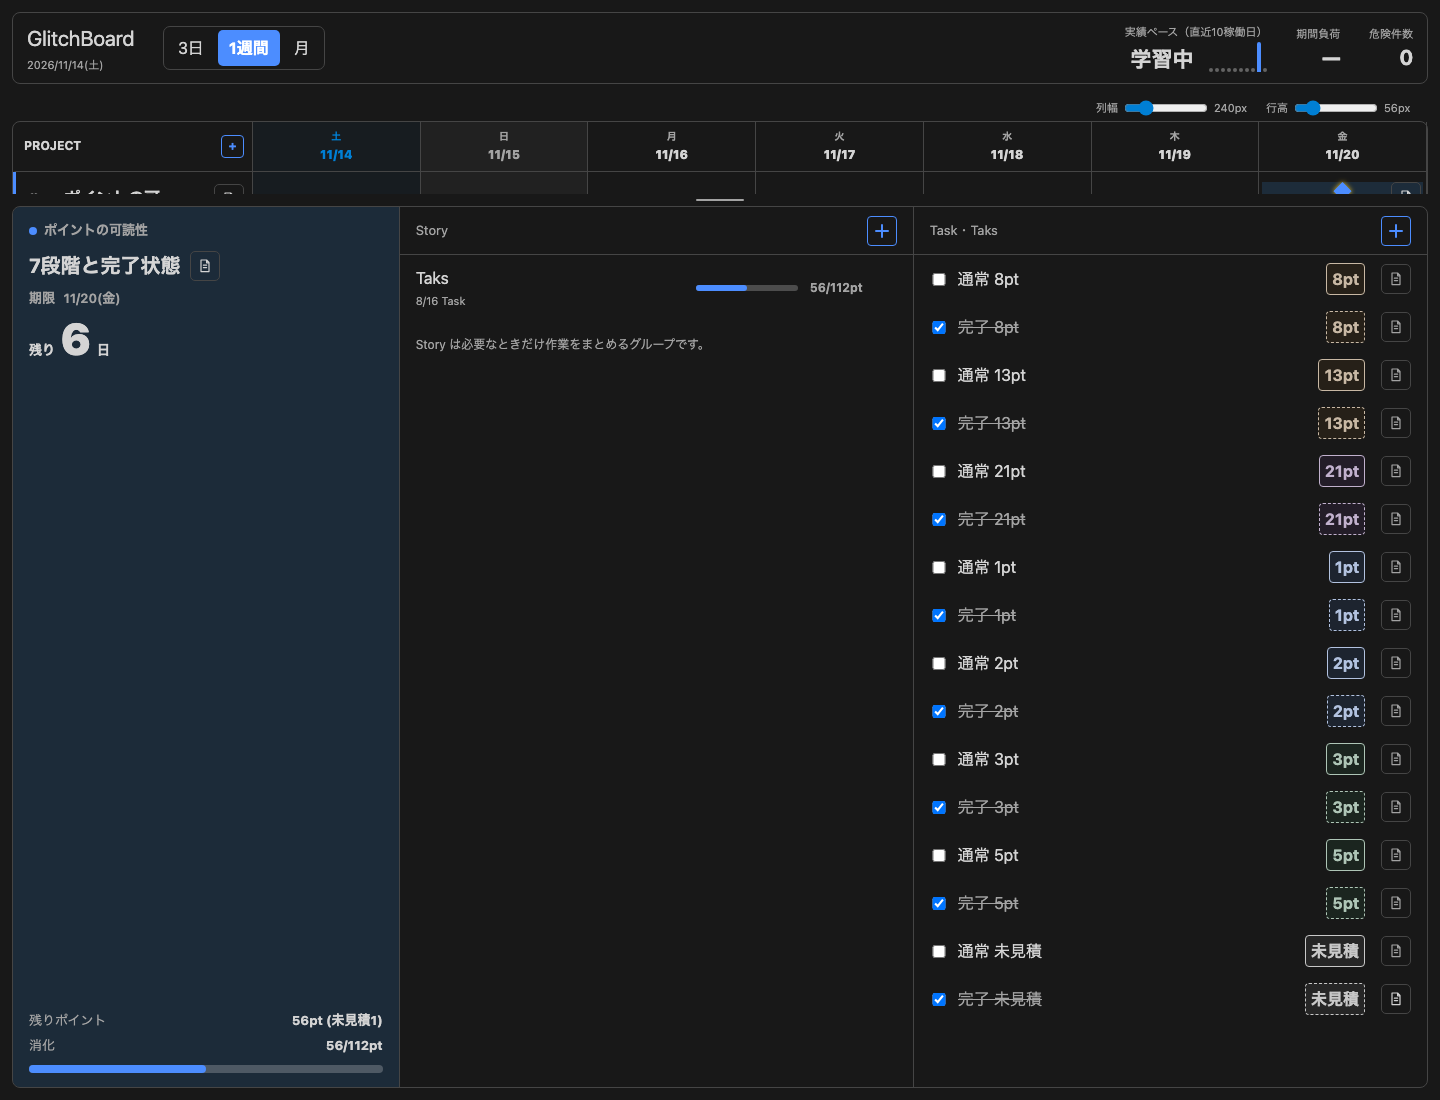 GlitchBoard
2026/11/14(土)
3日
1週間
月
実績ペース（直近10稼働日）
学習中
期間負荷
—
危険件数
0
列幅
240px
行高
56px
PROJECT
+
土
11/14
日
11/15
月
11/16
火
11/17
水
11/18
木
11/19
金
11/20
ポイントの可読性
7段階と完了状態
期限 11/20(金)
残り 6 日
残りポイント
56pt (未見積1)
消化
56/112pt
Story
Taks
8/16 Task
56/112pt
Story は必要なときだけ作業をまとめるグループです。
Task・Taks
通常 8pt
8pt
完了 8pt
8pt
通常 13pt
13pt
完了 13pt
13pt
通常 21pt
21pt
完了 21pt
21pt
通常 1pt
1pt
完了 1pt
1pt
通常 2pt
2pt
完了 2pt
2pt
通常 3pt
3pt
完了 3pt
3pt
通常 5pt
5pt
完了 5pt
5pt
通常 未見積
未見積
完了 未見積
未見積